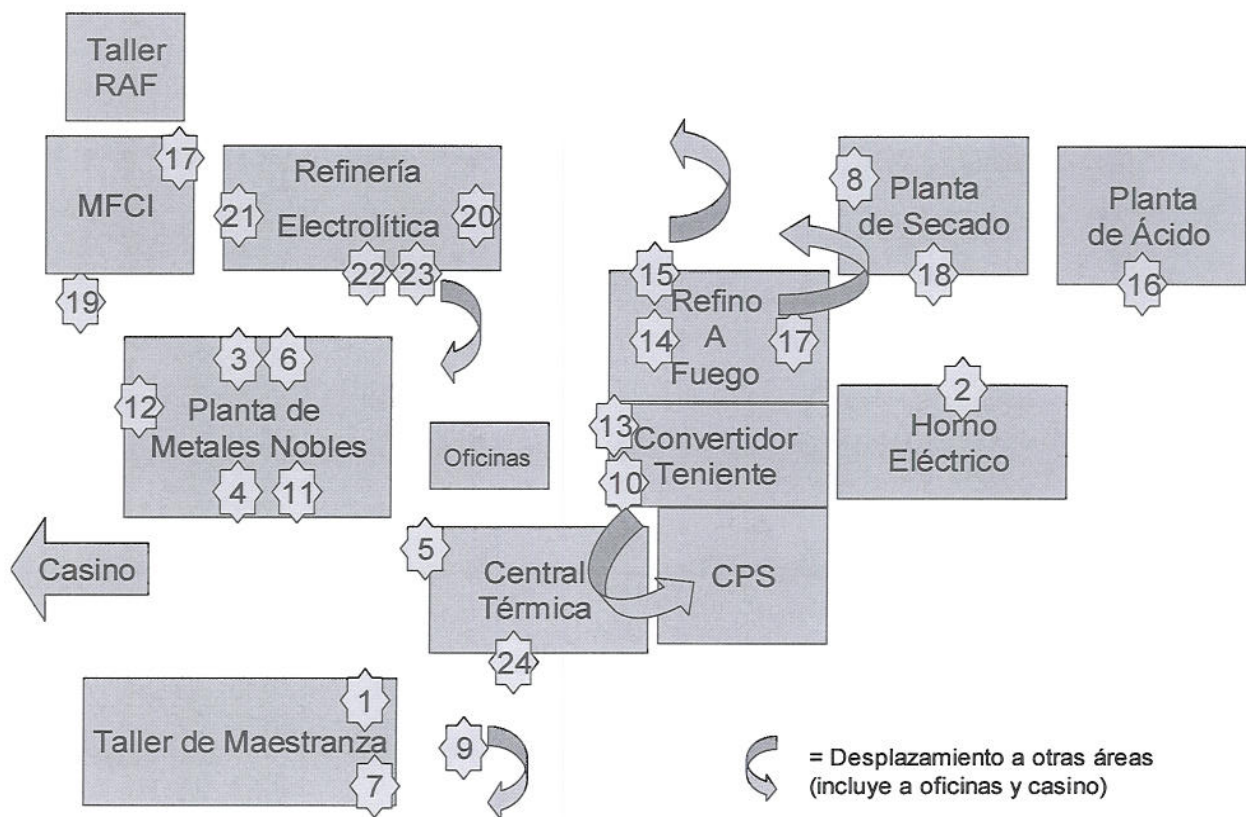 Taller
RAF
MFCI
17
19
Refinería
Electrolítica
21
20
22
23
15
Refino
A
Fuego
14
17
8
Planta
de Secado
18
Planta
de Ácido
16
3
6
12
Planta de
Metales Nobles
4
11
Oficinas
13
Convertidor
Teniente
10
2
Horno
Eléctrico
Casino
5
Central
Térmica
24
CPS
1
Taller de Maestranza
7
9
= Desplazamiento a otras áreas
(incluye a oficinas y casino)